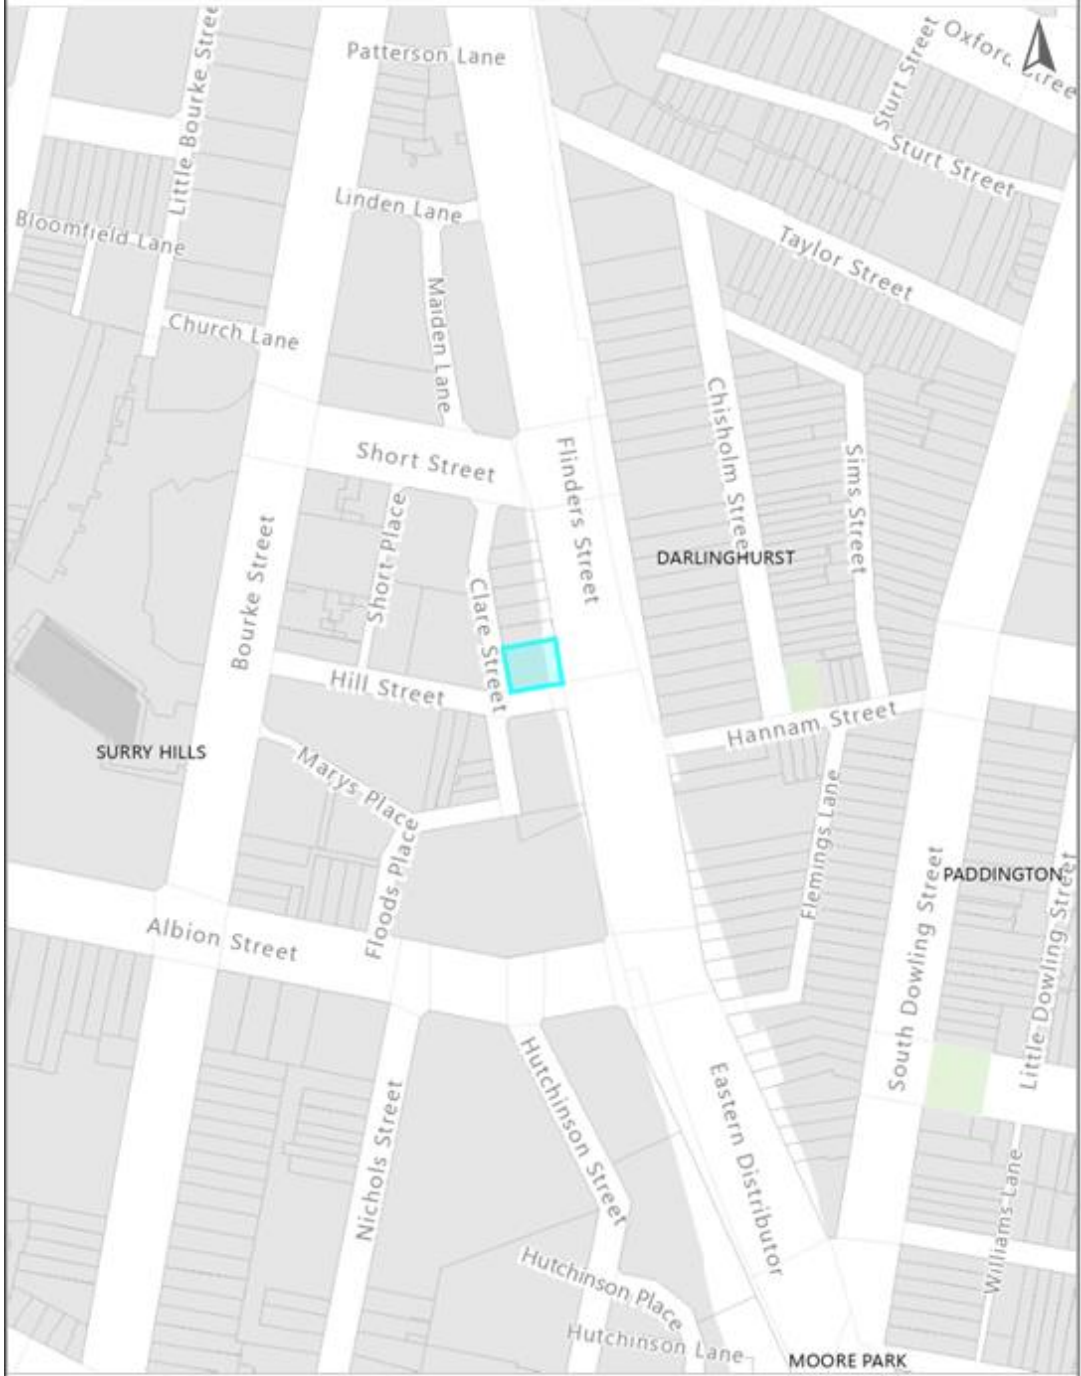 Patterson Lane
Oxford Stree
Sturt Street
Little Bourke Stree
Sturt Street
Linden Lane
Bloomfield Lane
Taylor Street
Church Lane
Maiden Lane
Chisholm Street
Short Street
Flinders Street
Sims Street
Short Place
Bourke Street
DARLINGHURST
Clare Street
Hill Street
Hannam Street
SURRY HILLS
Marys Place
Flemings Lane
Floods Place
PADDINGTON
South Dowling Street
Little Dowling Street
Albion Street
Hutchinson Street
Nichols Street
Eastern Distributor
Williams Lane
Hutchinson Place
Hutchinson Lane
MOORE PARK